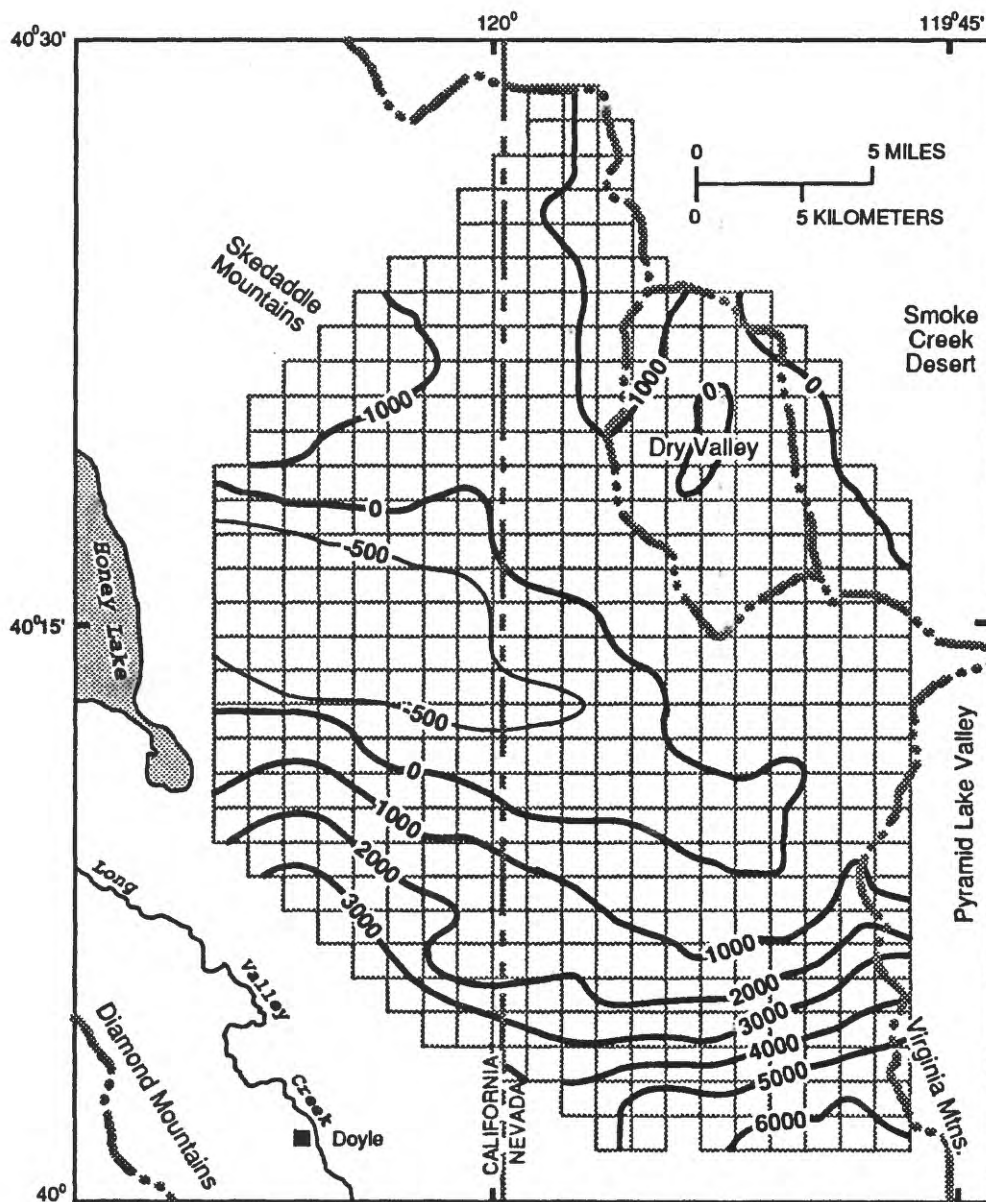 120°
119°45'
40°30'
0
5 MILES
0
5 KILOMETERS
Skedaddle
Mountains
Smoke
Creek
Desert
1000
1000
0
0
Dry Valley
0
-500
Honey Lake
40°15'
-500
0
1000
2000
3000
Pyramid Lake Valley
Long
Valley
Creek
1000
2000
3000
4000
5000
6000
Diamond Mountains
Doyle
CALIFORNIA
NEVADA
Virginia Mtns.
40°